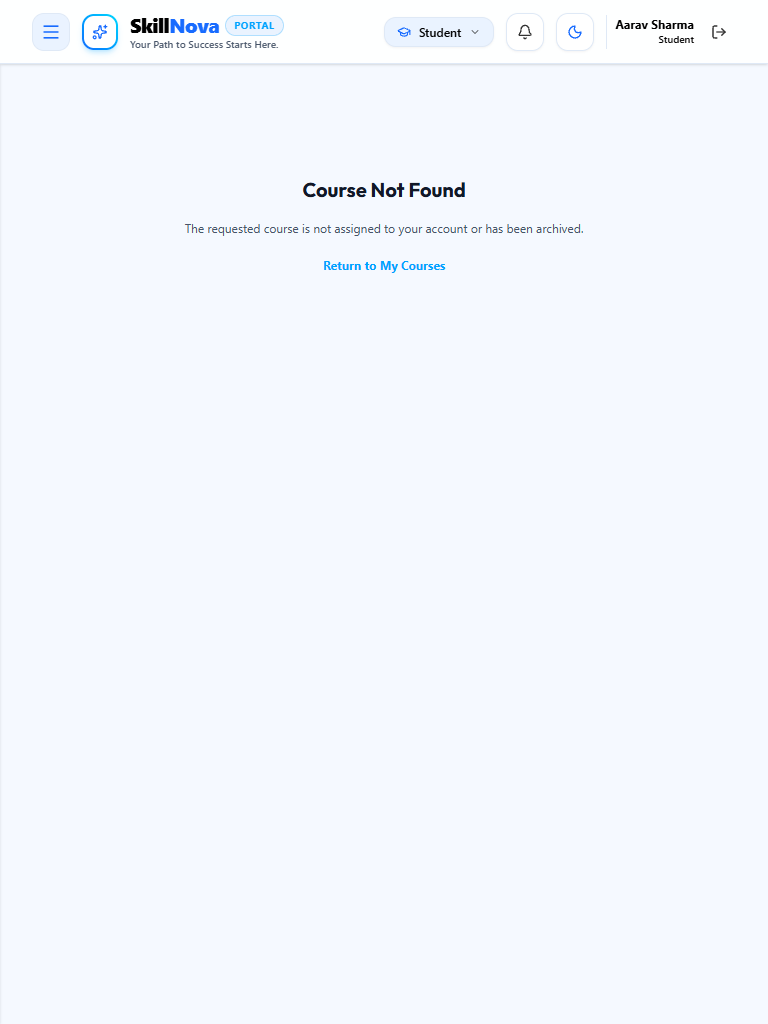 SkillNova PORTAL
Your Path to Success Starts Here.
Student
Aarav Sharma
Student
Course Not Found
The requested course is not assigned to your account or has been archived.
Return to My Courses